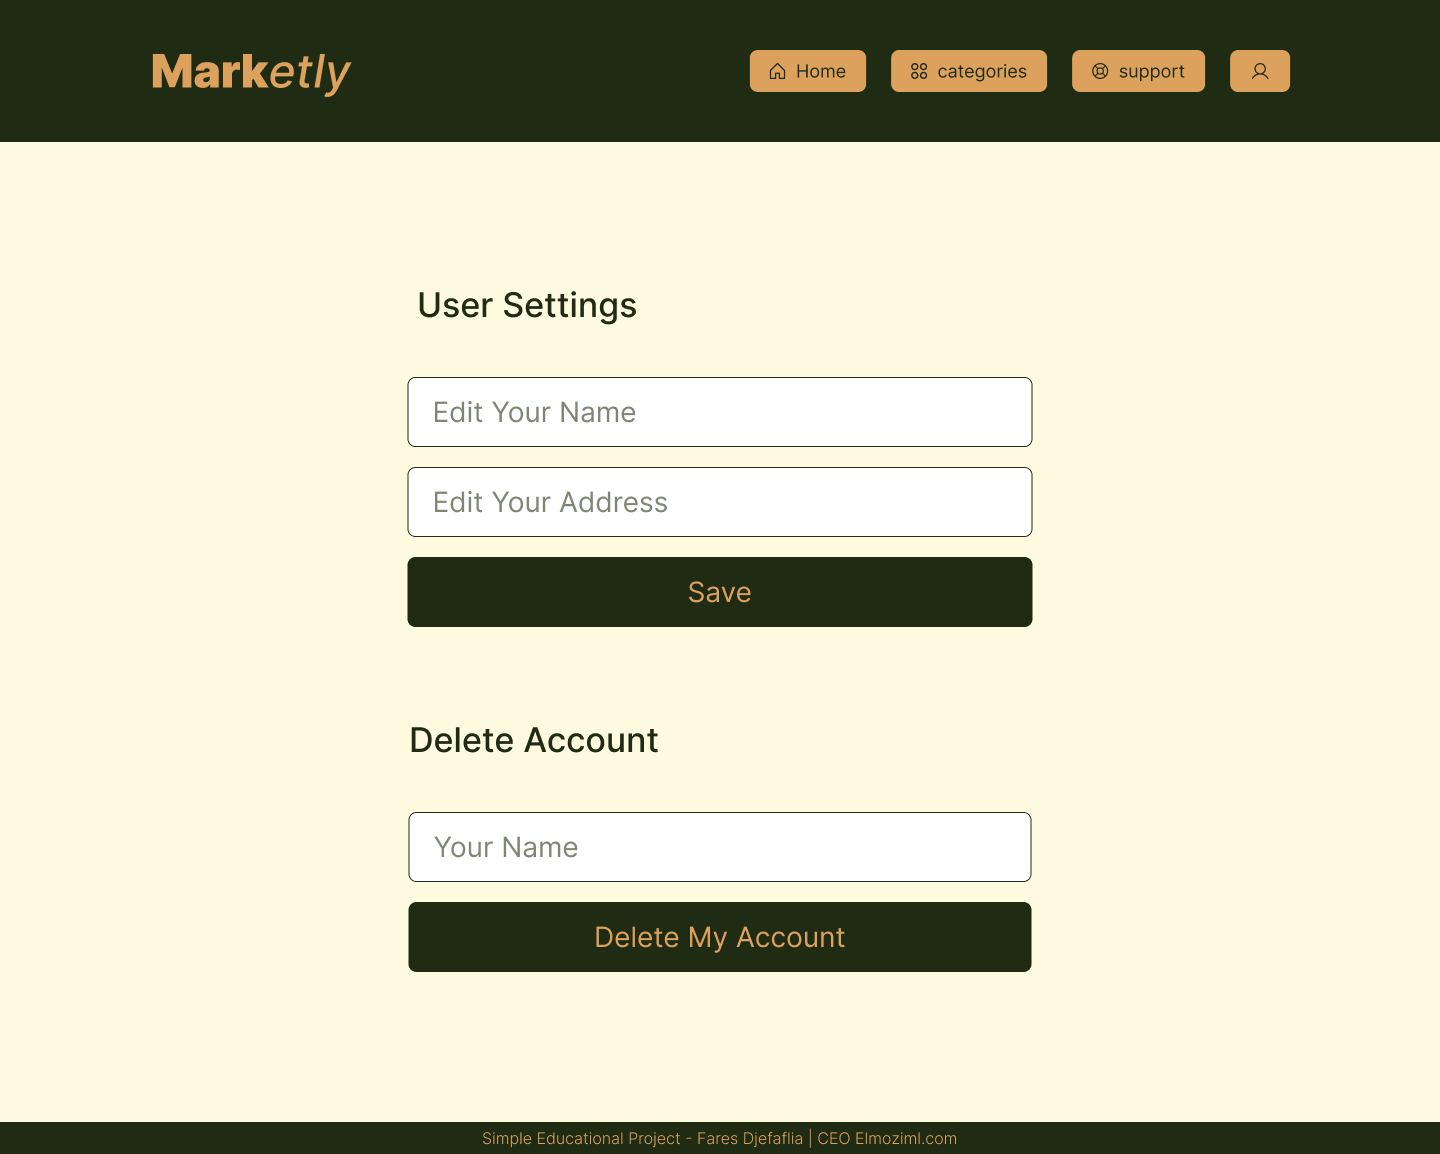 Marketly
Home
categories
support
User Settings
Edit Your Name
Edit Your Address
Save
Delete Account
Your Name
Delete My Account
Simple Educational Project - Fares Djefaflia | CEO Elmoziml.com